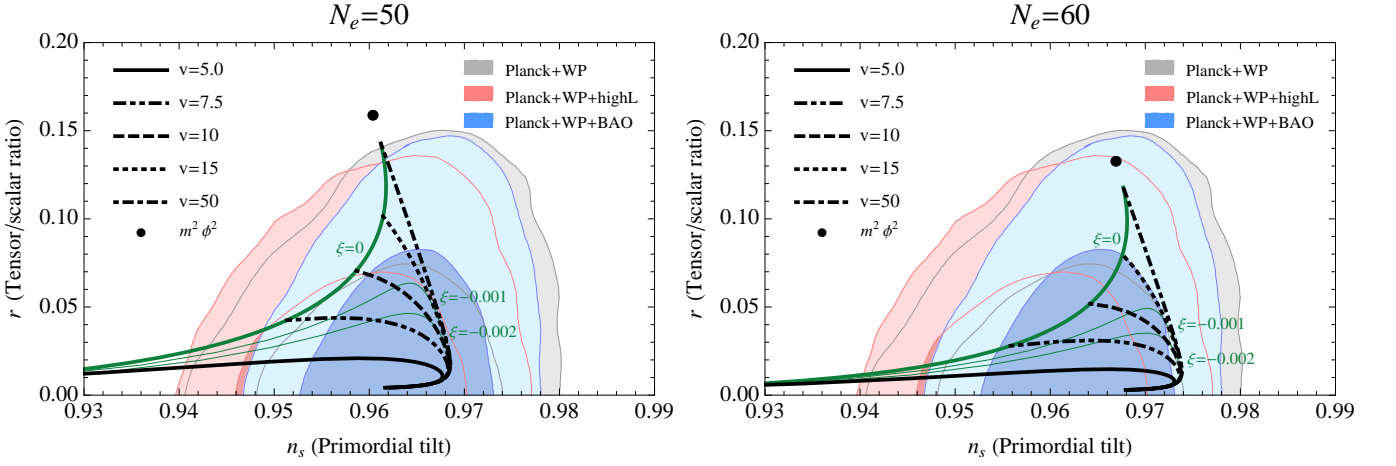 N_e=50
v=5.0
v=7.5
v=10
v=15
v=50
m² ϕ²
Planck+WP
Planck+WP+highL
Planck+WP+BAO
ξ=0
ξ=−0.001
ξ=−0.002
0.20
0.15
0.10
0.05
0.00
r (Tensor/scalar ratio)
0.93 0.94 0.95 0.96 0.97 0.98 0.99
n_s (Primordial tilt)
N_e=60
v=5.0
v=7.5
v=10
v=15
v=50
m² ϕ²
Planck+WP
Planck+WP+highL
Planck+WP+BAO
ξ=0
ξ=−0.001
ξ=−0.002
0.20
0.15
0.10
0.05
0.00
r (Tensor/scalar ratio)
0.93 0.94 0.95 0.96 0.97 0.98 0.99
n_s (Primordial tilt)